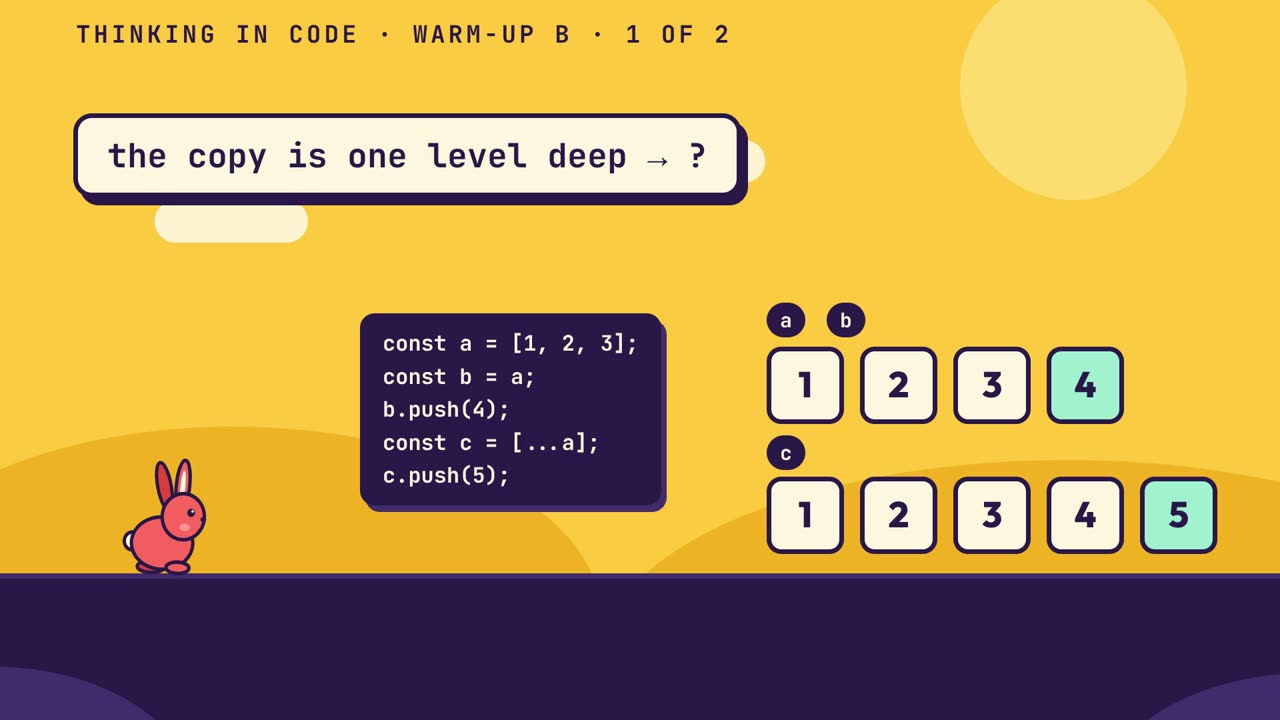 THINKING IN CODE · WARM-UP B · 1 OF 2
the copy is one level deep → ?
const a = [1, 2, 3];
const b = a;
b.push(4);
const c = [...a];
c.push(5);
a b
1 2 3 4
c
1 2 3 4 5